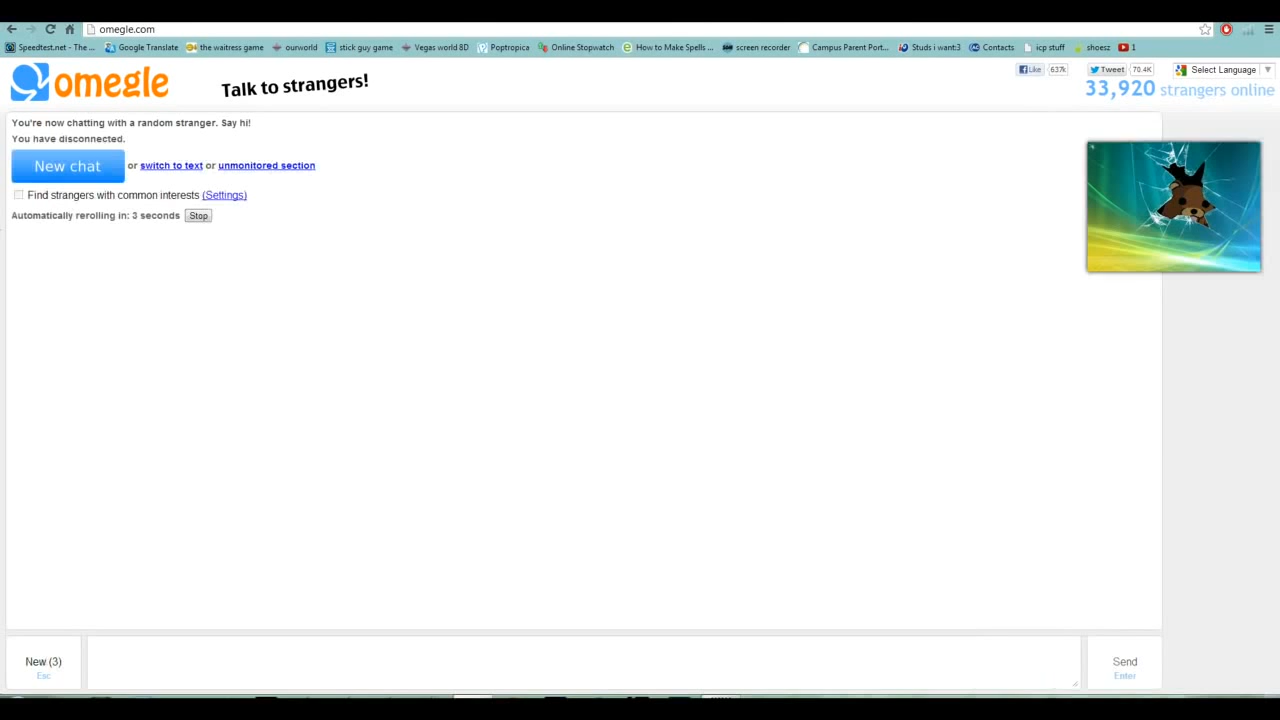 omegle.com
Speedtest.net - The ... Google Translate the waitress game ourworld stick guy game Vegas world 8D Poptropica Online Stopwatch How to Make Spells ... screen recorder Campus Parent Port... Studs i want:3 Contacts icp stuff shoesz 1
omegle Talk to strangers! Like 637k Tweet 70.4K Select Language
33,920 strangers online
You're now chatting with a random stranger. Say hi!
You have disconnected.
New chat or switch to text or unmonitored section
Find strangers with common interests (Settings)
Automatically rerolling in: 3 seconds Stop
New (3) Send
Esc Enter